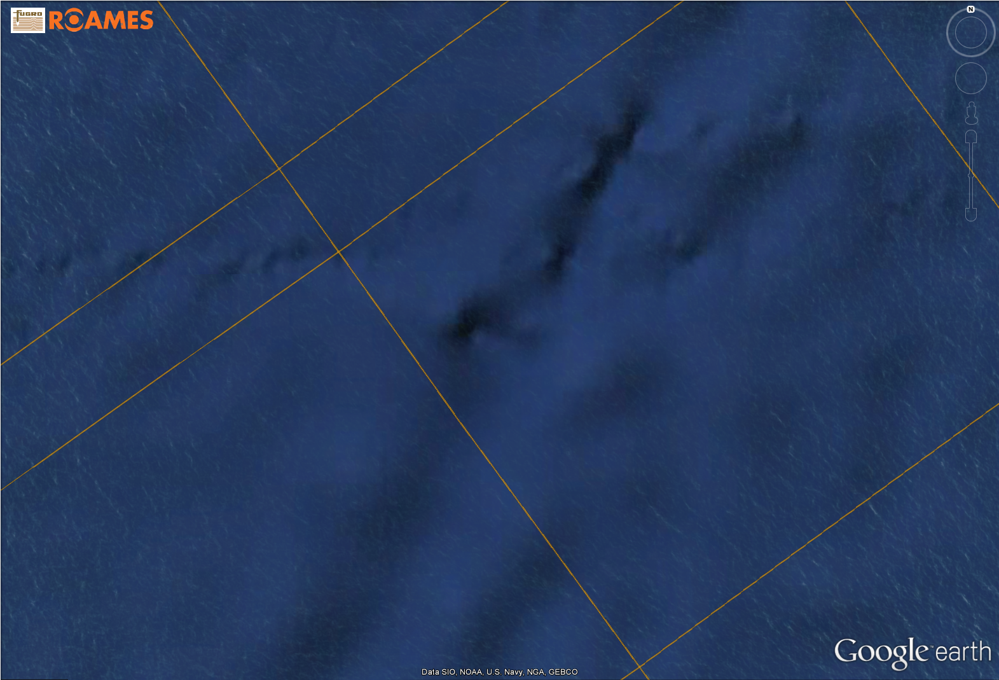 fugro ROAMES
N
Google earth
Data SIO, NOAA, U.S. Navy, NGA, GEBCO